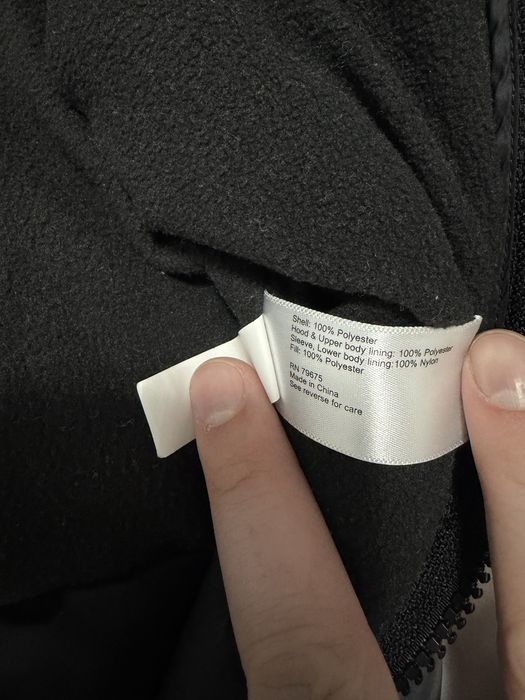 Shell: 100% Polyester
Hood & Upper body lining: 100% Polyester
Sleeve, Lower body lining:100% Nylon
Fill: 100% Polyester
RN 79675
Made in China
See reverse for care